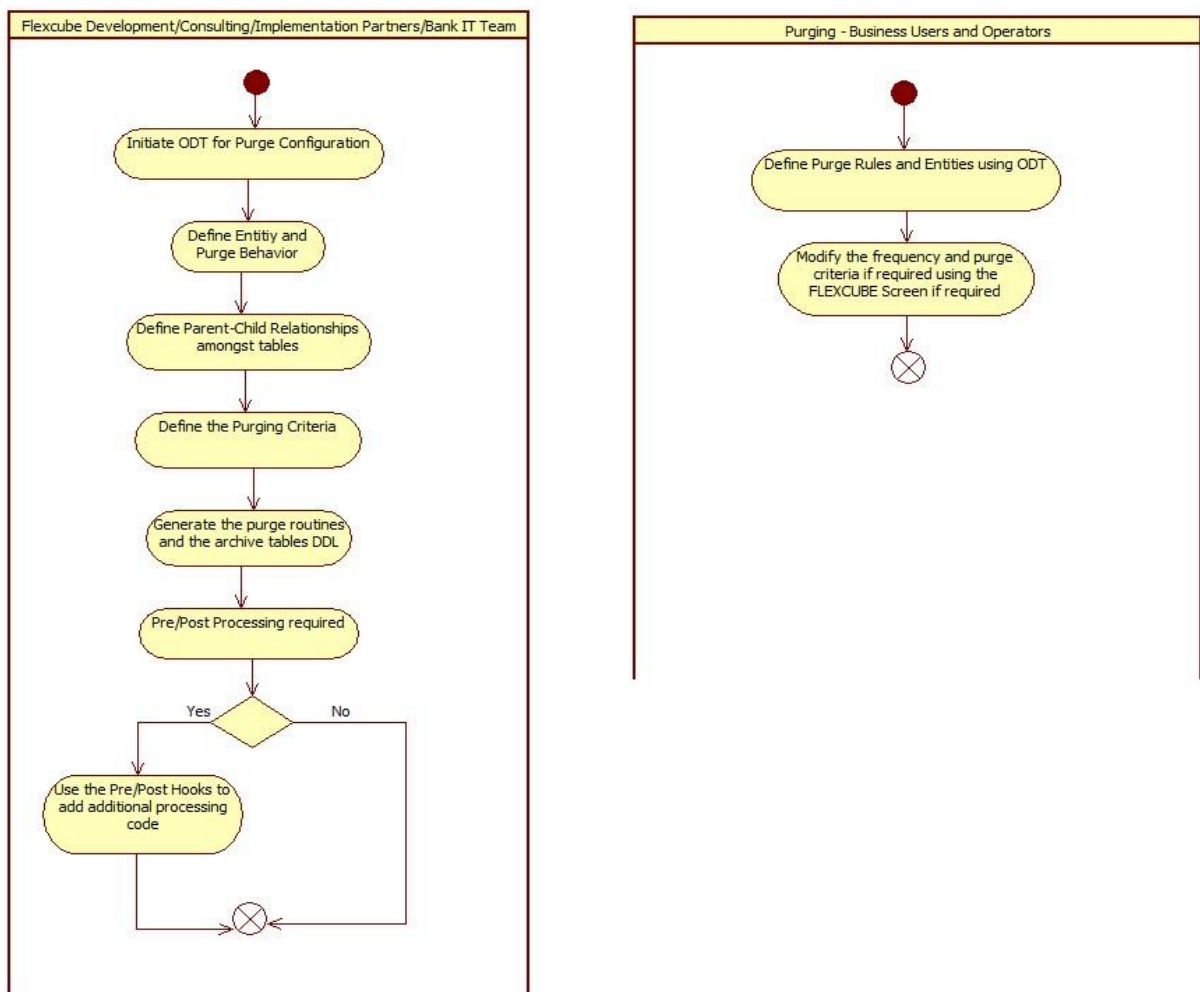 Flexcube Development/Consulting/Implementation Partners/Bank IT Team
Initiate ODT for Purge Configuration
Define Entitiy and
Purge Behavior
Define Parent-Child Relationships
amongst tables
Define the Purging Criteria
Generate the purge routines
and the archive tables DDL
Pre/Post Processing required
Yes
No
Use the Pre/Post Hooks to
add additional processing
code
Purging - Business Users and Operators
Define Purge Rules and Entities using ODT
Modify the frequency and purge
criteria if required using the
FLEXCUBE Screen if required